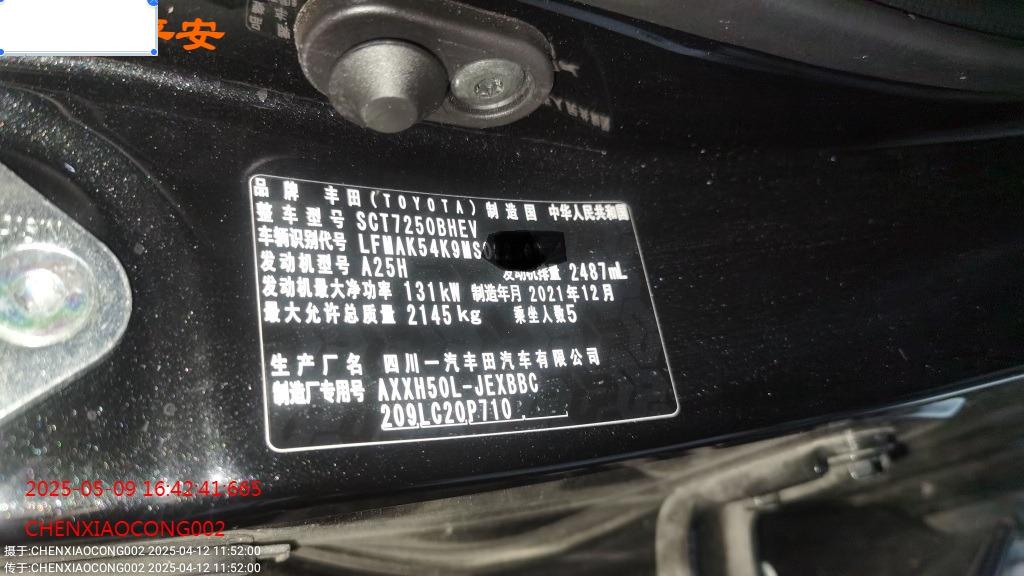 平安
品牌 丰田(TOYOTA) 制造国 中华人民共和国
整车型号 SCT7250BHEV
车辆识别代号 LFMAK54K9MS0
发动机型号 A25H 发动机排量 2487mL
发动机最大净功率 131kW 制造年月 2021年12月
最大允许总质量 2145kg 乘坐人数5
生产厂名 四川一汽丰田汽车有限公司
制造厂专用号 AXXH50L-JEXBBC
209LC20P710
2025-05-09 16:42:41.665
CHENXIAOCONG002
摄于:CHENXIAOCONG002 2025-04-12 11:52:00
传于:CHENXIAOCONG002 2025-04-12 11:52:00